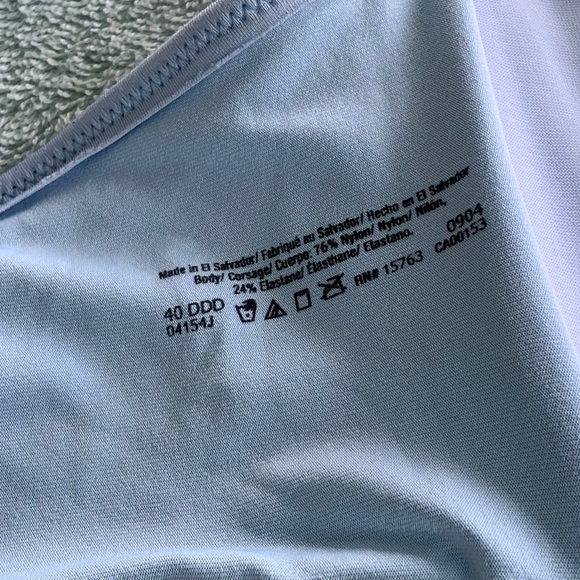 Made in El Salvador/ Fabriqué au Salvador/ Hecho en El Salvador
Body/ Corsage/ Cuerpo: 76% Nylon/ Nylon/ Nilón,
24% Elastane/ Élasthane/ Elastano.
0904
40 DDD
RN# 15763
CA00153
04154J